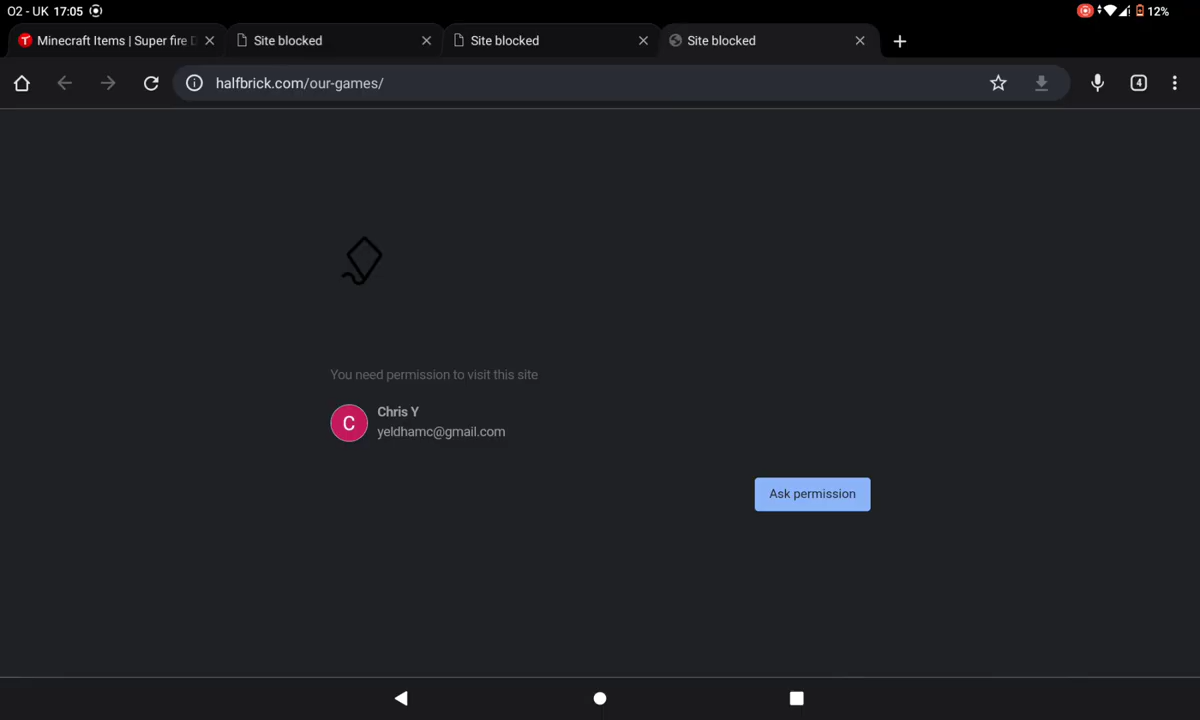 O2 - UK 17:05 12%
Minecraft Items | Super fire
Site blocked
Site blocked
Site blocked
halfbrick.com/our-games/
4
You need permission to visit this site
C
Chris Y
yeldhamc@gmail.com
Ask permission